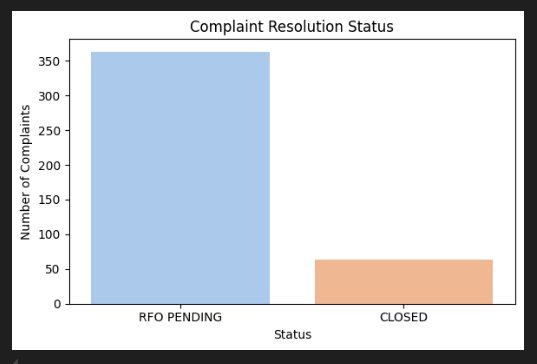 Complaint Resolution Status
Number of Complaints
350
300
250
200
150
100
50
0
RFO PENDING
CLOSED
Status